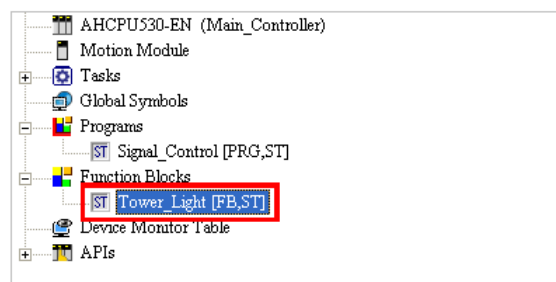 AHCPU530-EN (Main_Controller)
Motion Module
Tasks
Global Symbols
Programs
ST Signal_Control [PRG,ST]
Function Blocks
ST Tower_Light [FB,ST]
Device Monitor Table
APIs